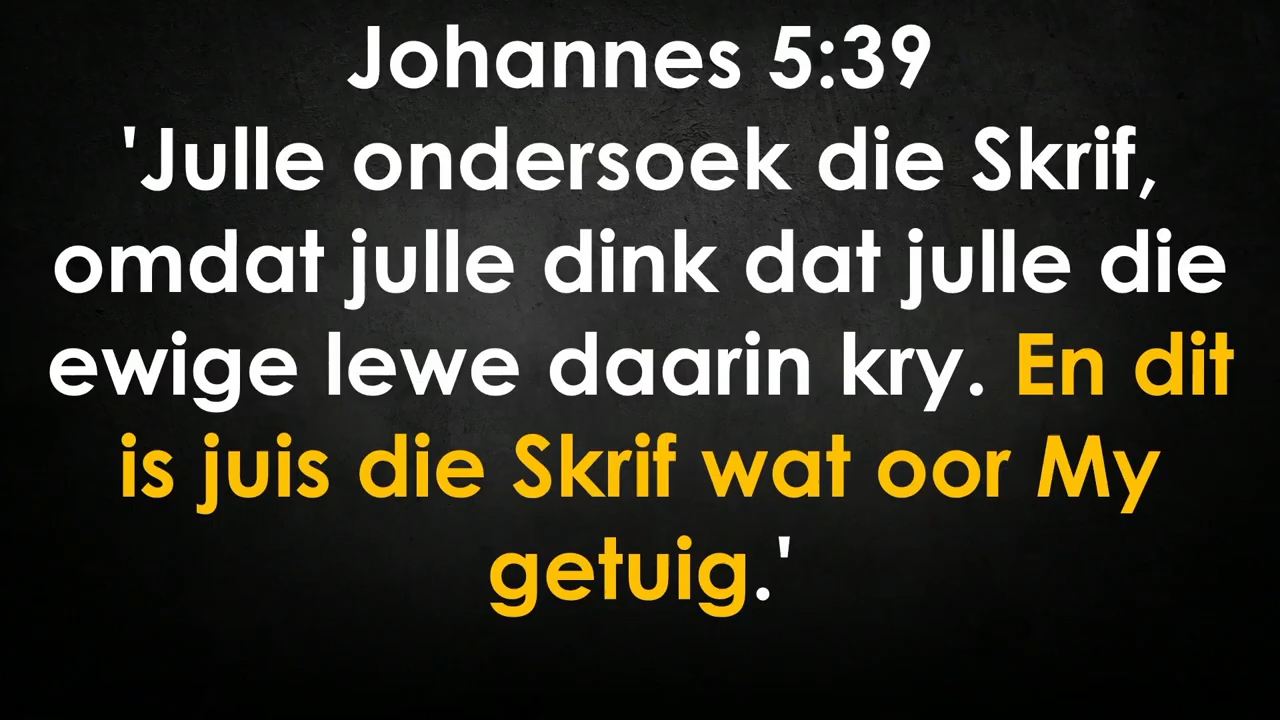 Johannes 5:39
'Julle ondersoek die Skrif,
omdat julle dink dat julle die
ewige lewe daarin kry. En dit
is juis die Skrif wat oor My
getuig.'